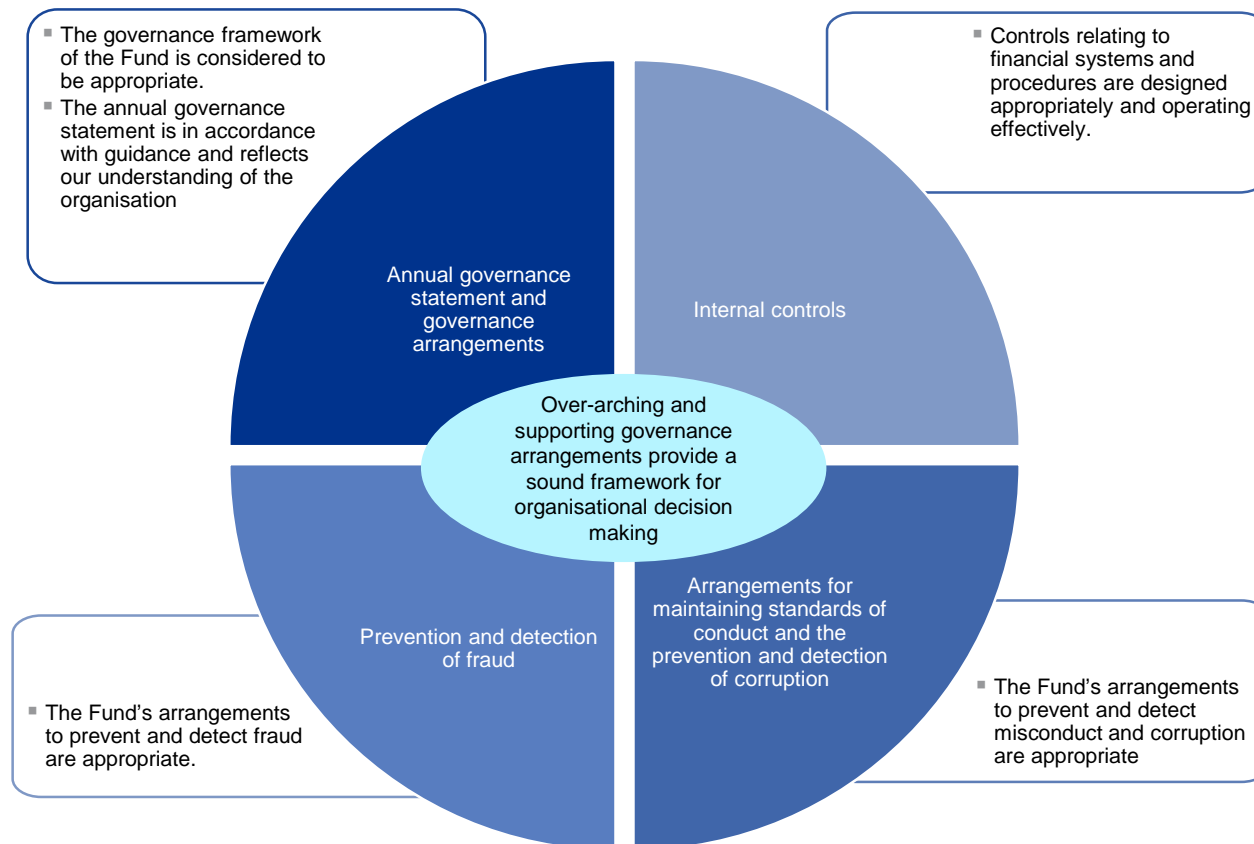 ▪ The governance framework
of the Fund is considered to
be appropriate.
▪ The annual governance
statement is in accordance
with guidance and reflects
our understanding of the
organisation
▪ Controls relating to
financial systems and
procedures are designed
appropriately and operating
effectively.
Annual governance
statement and
governance
arrangements
Internal controls
Over-arching and
supporting governance
arrangements provide a
sound framework for
organisational decision
making
Prevention and detection
of fraud
Arrangements for
maintaining standards of
conduct and the
prevention and detection
of corruption
▪ The Fund’s arrangements
to prevent and detect fraud
are appropriate.
▪ The Fund’s arrangements
to prevent and detect
misconduct and corruption
are appropriate